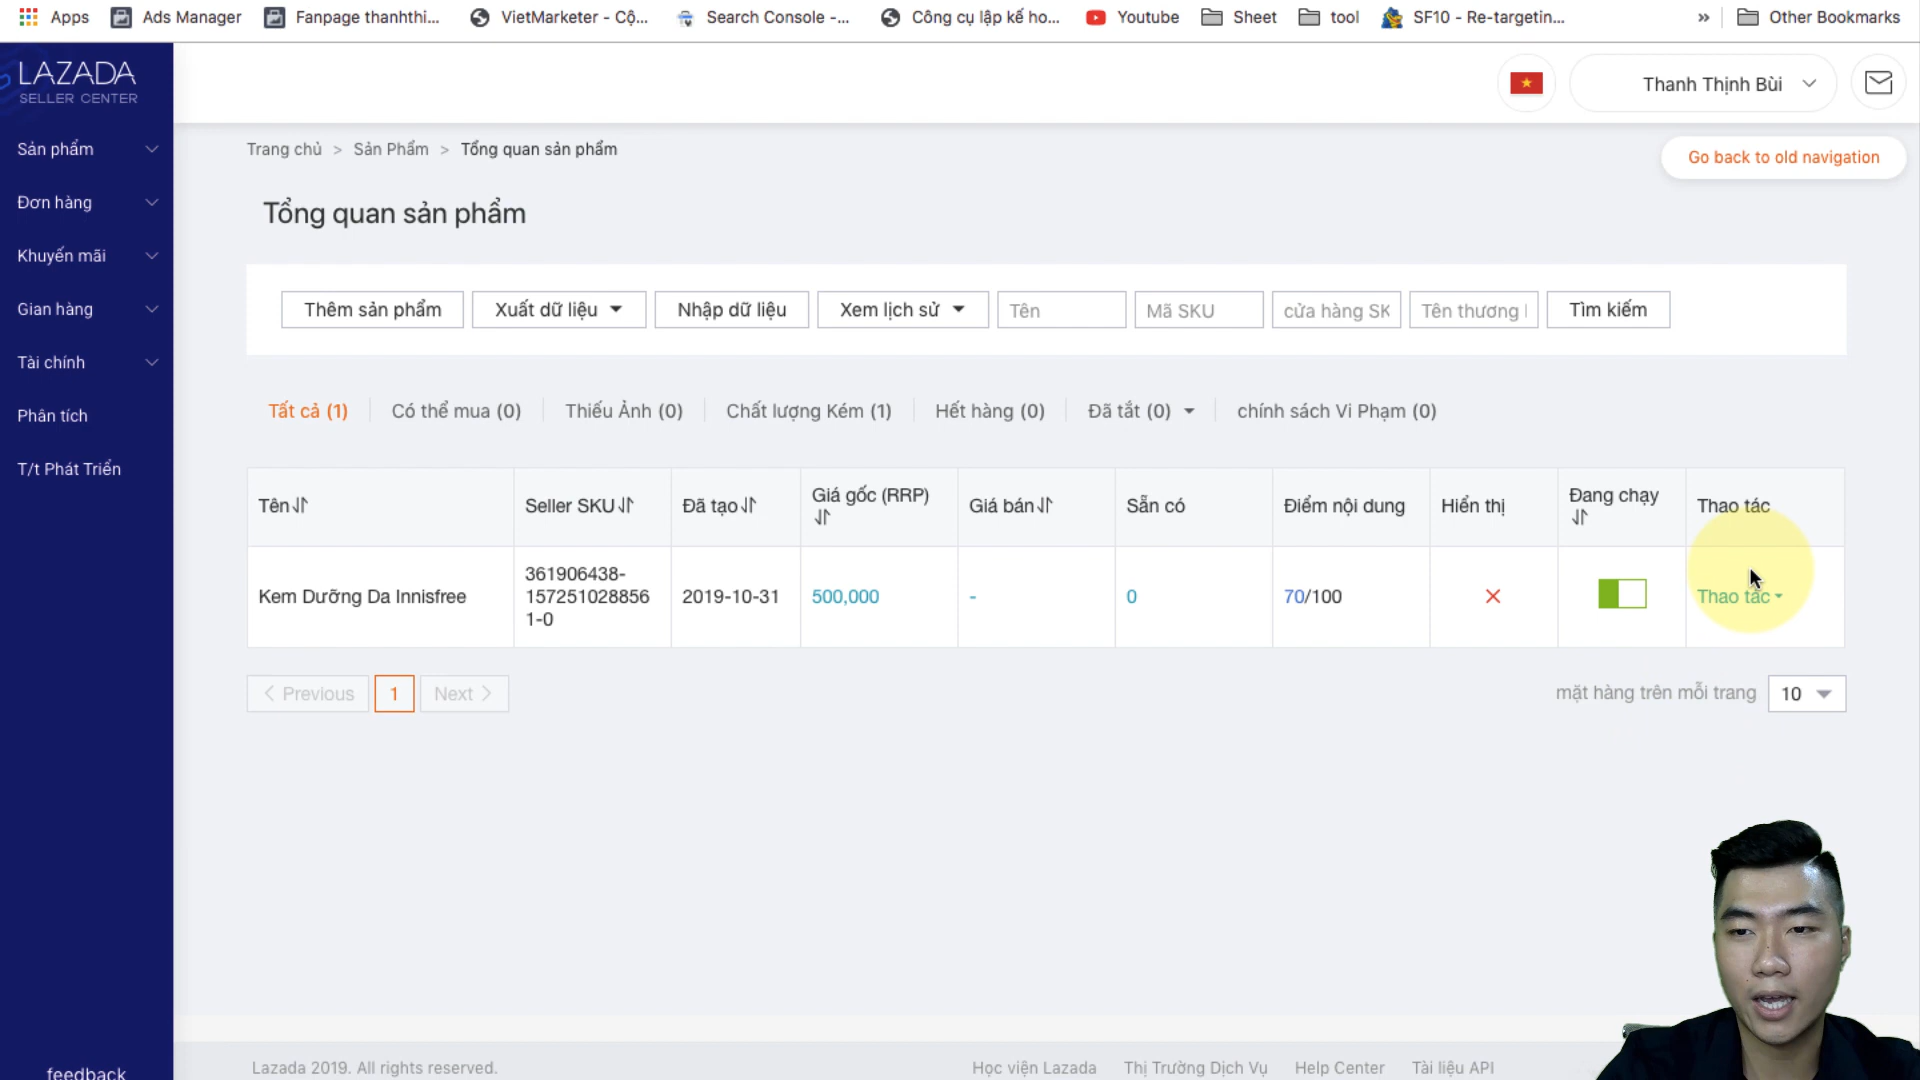 Apps Ads Manager Fanpage thanhthi... VietMarketer - Cộ... Search Console -... Công cụ lập kế ho... Youtube Sheet tool SF10 - Re-targetin... » Other Bookmarks
LAZADA
SELLER CENTER
Thanh Thịnh Bùi
Sản phẩm
Đơn hàng
Khuyến mãi
Gian hàng
Tài chính
Phân tích
T/t Phát Triển
feedback
Trang chủ > Sản Phẩm > Tổng quan sản phẩm
Go back to old navigation
Tổng quan sản phẩm
Thêm sản phẩm Xuất dữ liệu Nhập dữ liệu Xem lịch sử Tên Mã SKU cửa hàng SK Tên thương Tìm kiếm
Tất cả (1) Có thể mua (0) Thiếu Ảnh (0) Chất lượng Kém (1) Hết hàng (0) Đã tắt (0) chính sách Vi Phạm (0)
Tên Seller SKU Đã tạo Giá gốc (RRP) Giá bán Sẵn có Điểm nội dung Hiển thị Đang chạy Thao tác
Kem Dưỡng Da Innisfree
361906438-
157251028856
1-0
2019-10-31 500,000 - 0 70/100 Thao tác
Previous 1 Next
mặt hàng trên mỗi trang 10
Lazada 2019. All rights reserved. Học viện Lazada Thị Trường Dịch Vụ Help Center Tài liệu API